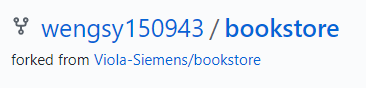 wengsy150943 / bookstore
forked from Viola-Siemens/bookstore